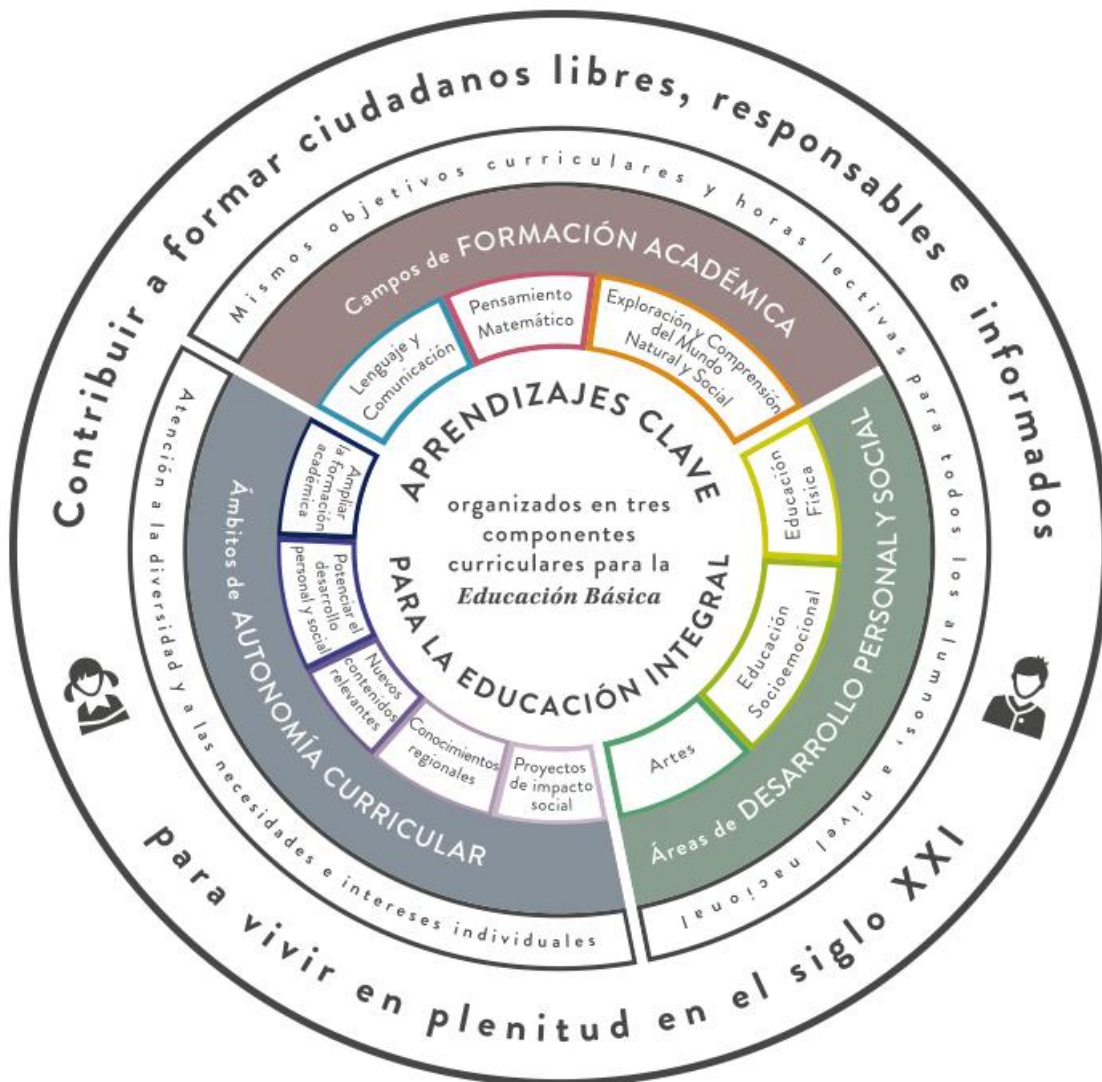 Contribuir a formar ciudadanos libres, responsables e informados
para vivir en plenitud en el siglo XXI
Mismos objetivos curriculares y horas lectivas para todos los alumnos, a nivel nacional
Atención a la diversidad y a las necesidades e intereses individuales
Campos de FORMACIÓN ACADÉMICA
Lenguaje y
Comunicación
Pensamiento
Matemático
Exploración y Comprensión
del Mundo
Natural y Social
Áreas de DESARROLLO PERSONAL Y SOCIAL
Educación
Física
Educación
Socioemocional
Artes
Ámbitos de AUTONOMÍA CURRICULAR
Ampliar
la formación
académica
Potenciar el
desarrollo
personal y social
Nuevos
contenidos
relevantes
Conocimientos
regionales
Proyectos
de impacto
social
APRENDIZAJES CLAVE
organizados en tres
componentes
curriculares para la
Educación Básica
PARA LA EDUCACIÓN INTEGRAL